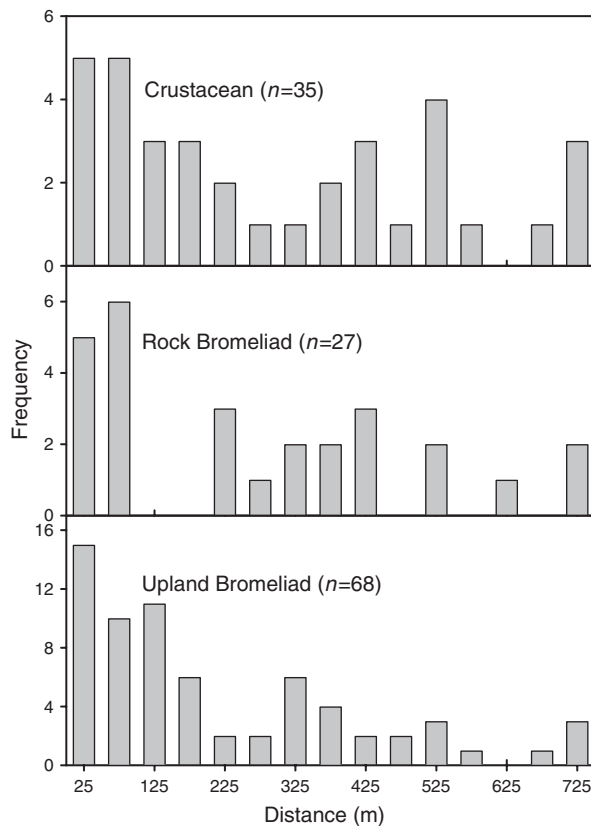 6
4
2
0
Crustacean (n=35)
6
4
2
0
Rock Bromeliad (n=27)
Frequency
16
12
8
4
0
Upland Bromeliad (n=68)
25 125 225 325 425 525 625 725
Distance (m)